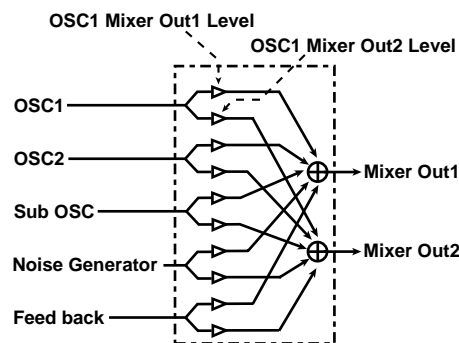 OSC1 Mixer Out1 Level
OSC1 Mixer Out2 Level
OSC1
OSC2
Mixer Out1
Sub OSC
Mixer Out2
Noise Generator
Feed back